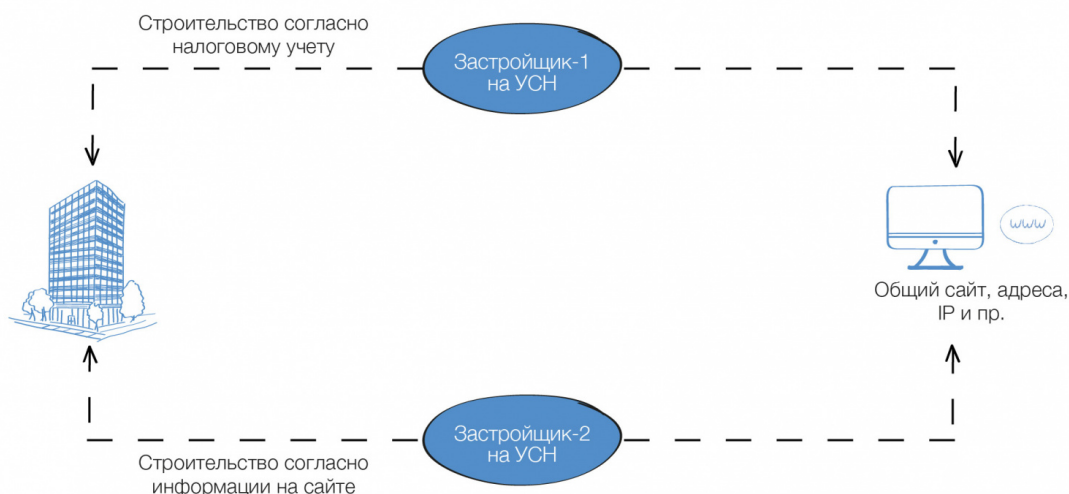 Строительство согласно
налоговому учету
Застройщик-1
на УСН
www
Общий сайт, адреса,
IP и пр.
Застройщик-2
на УСН
Строительство согласно
информации на сайте